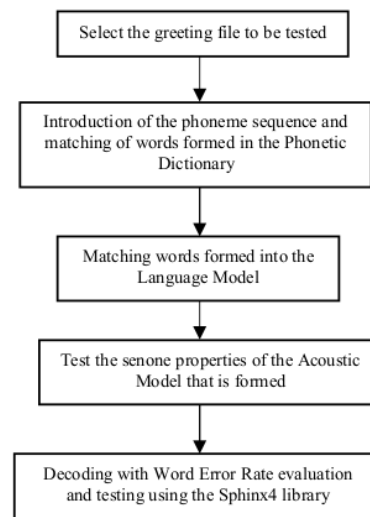 Select the greeting file to be tested
Introduction of the phoneme sequence and
matching of words formed in the Phonetic
Dictionary
Matching words formed into the
Language Model
Test the senone properties of the Acoustic
Model that is formed
Decoding with Word Error Rate evaluation
and testing using the Sphinx4 library